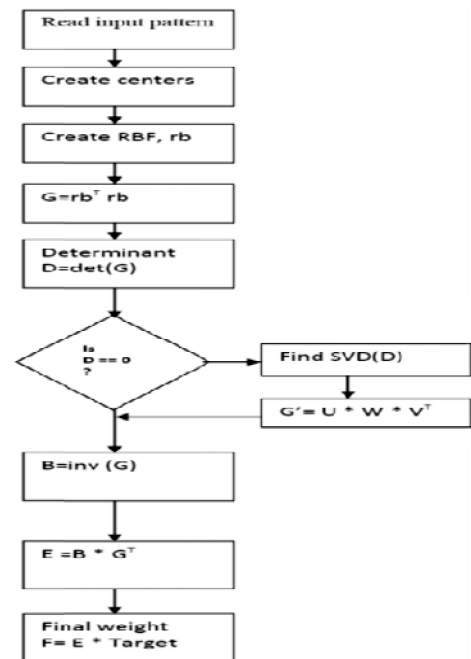 Read input pattern
Create centers
Create RBF, rb
G=rbᵀ rb
Determinant
D=det(G)
Is
D == 0
?
Find SVD(D)
G′= U * W * Vᵀ
B=inv (G)
E =B * Gᵀ
Final weight
F= E * Target